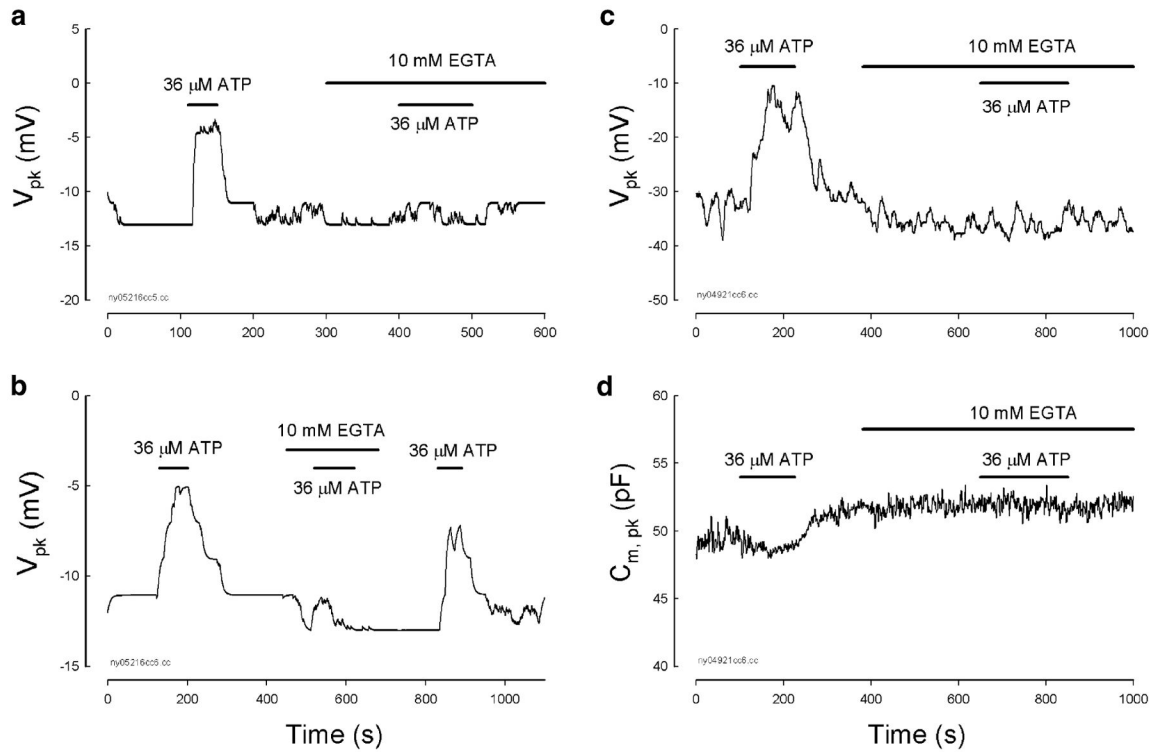 a
V_pk (mV)
0
-5
-10
-15
-20
36 μM ATP
10 mM EGTA
36 μM ATP
ny05216cc5.cc
0 100 200 300 400 500 600
b
V_pk (mV)
0
-5
-10
-15
36 μM ATP
10 mM EGTA
36 μM ATP
36 μM ATP
ny05216cc6.cc
0 200 400 600 800 1000
Time (s)
c
V_pk (mV)
0
-10
-20
-30
-40
-50
36 μM ATP
10 mM EGTA
36 μM ATP
ny04921cc6.cc
0 200 400 600 800 1000
d
C_m, pk (pF)
60
57
53
50
47
43
40
10 mM EGTA
36 μM ATP
36 μM ATP
ny04921cc6.cc
0 200 400 600 800 1000
Time (s)